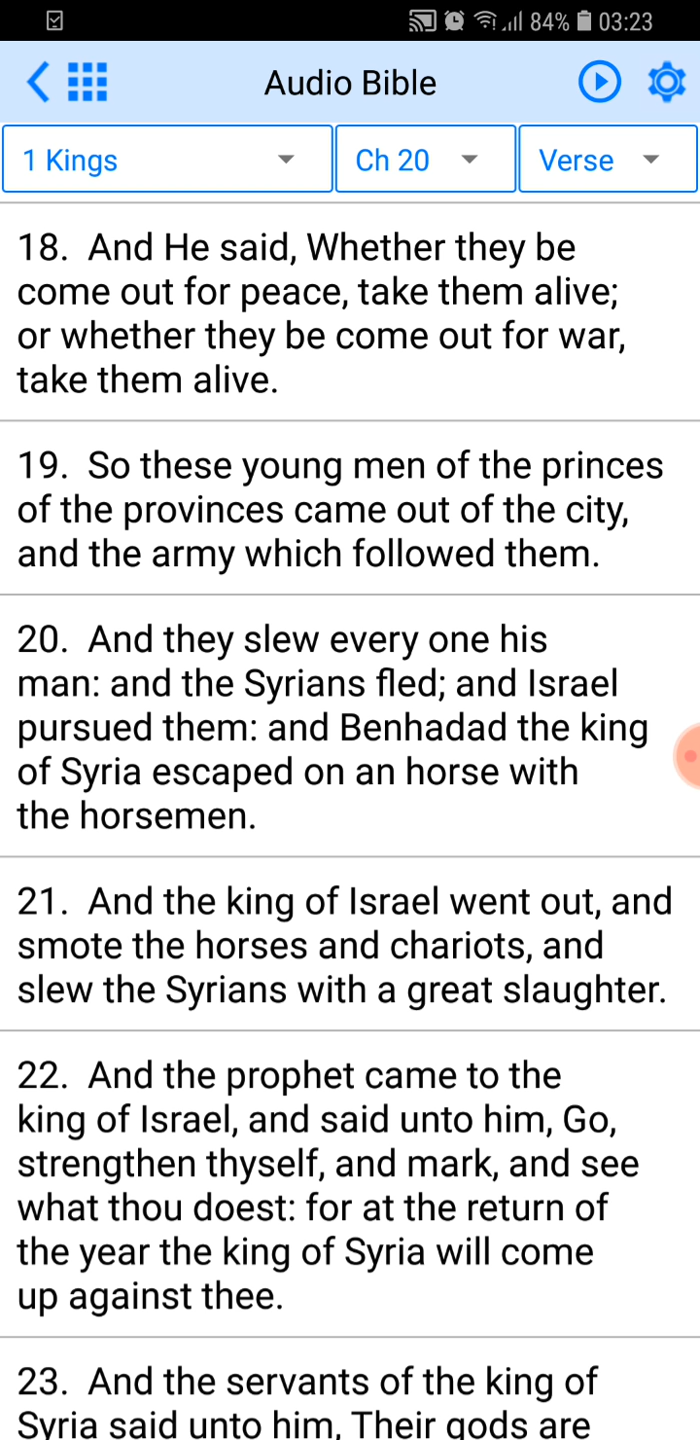 84% 03:23
Audio Bible
1 Kings Ch 20 Verse
18. And He said, Whether they be
come out for peace, take them alive;
or whether they be come out for war,
take them alive.
19. So these young men of the princes
of the provinces came out of the city,
and the army which followed them.
20. And they slew every one his
man: and the Syrians fled; and Israel
pursued them: and Benhadad the king
of Syria escaped on an horse with
the horsemen.
21. And the king of Israel went out, and
smote the horses and chariots, and
slew the Syrians with a great slaughter.
22. And the prophet came to the
king of Israel, and said unto him, Go,
strengthen thyself, and mark, and see
what thou doest: for at the return of
the year the king of Syria will come
up against thee.
23. And the servants of the king of
Syria said unto him, Their gods are